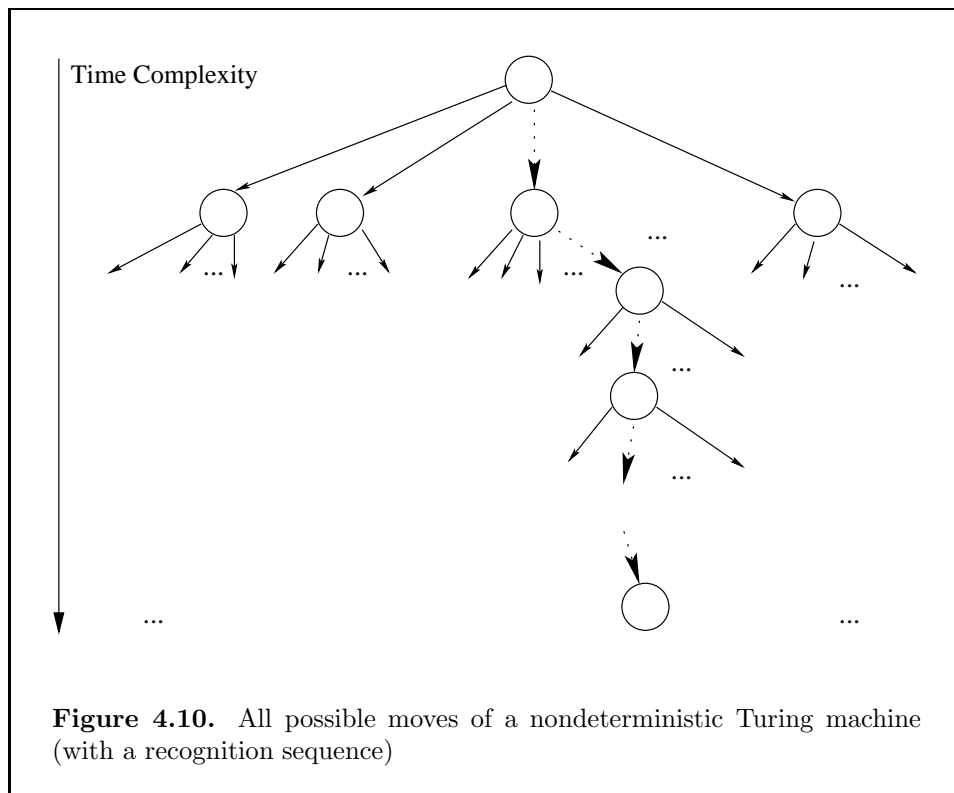 Time Complexity
...
... ... ... ...
...
...
... ...
Figure 4.10. All possible moves of a nondeterministic Turing machine
(with a recognition sequence)